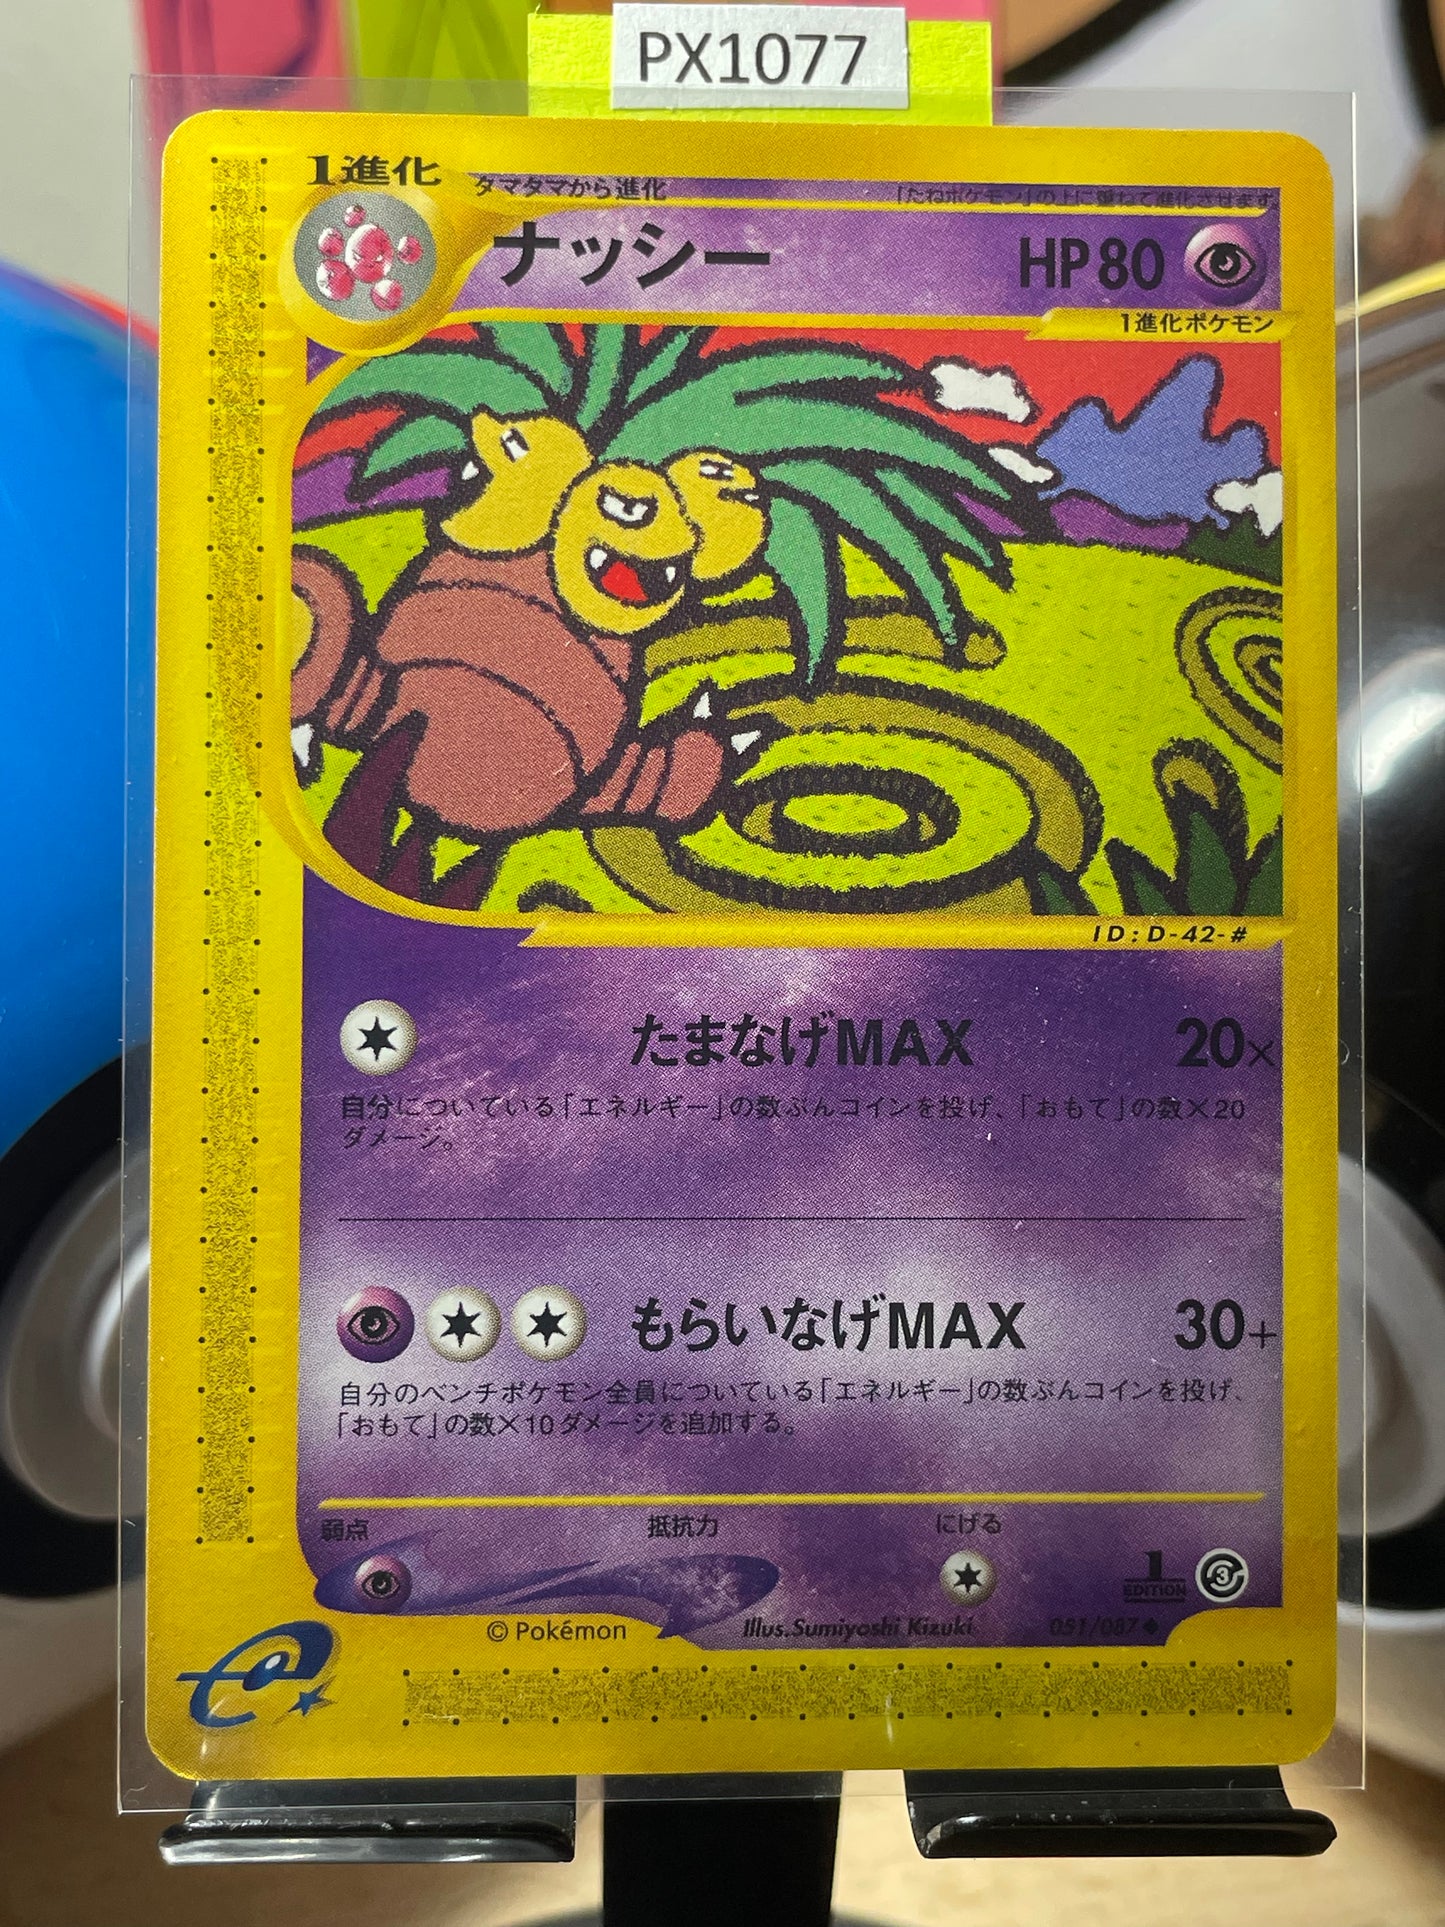 PX1077
1進化
タマタマから進化
「たねポケモン」の上に重ねて進化させます。
ナッシー
HP80
1進化ポケモン
ID:D-42-#
たまなげMAX 20×
自分についている「エネルギー」の数ぶんコインを投げ、「おもて」の数×20
ダメージ。
もらいなげMAX 30+
自分のベンチポケモン全員についている「エネルギー」の数ぶんコインを投げ、
「おもて」の数×10ダメージを追加する。
弱点 抵抗力 にげる
1 EDITION
3
© Pokémon Illus.Sumiyoshi Kizuki 051/087
e